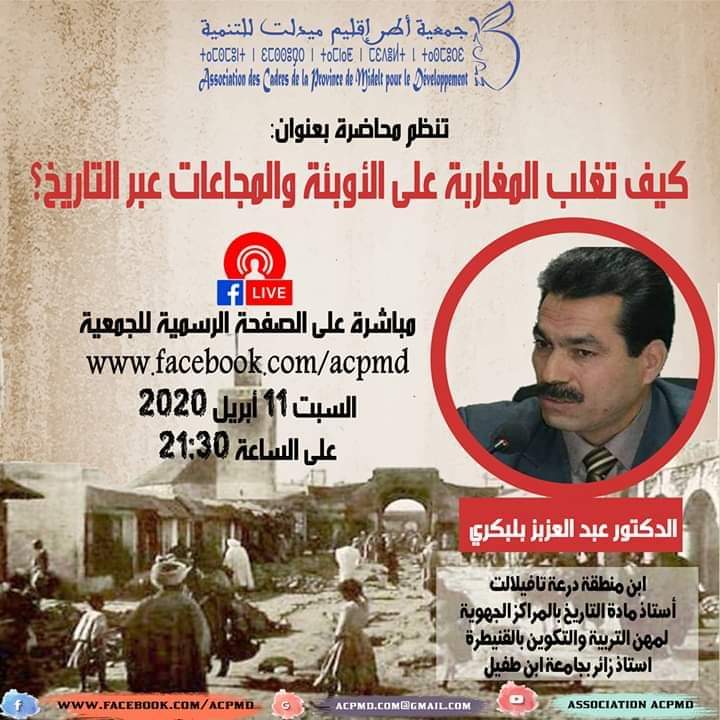 جمعية أطر إقليم ميدلت للتنمية
Association des Cadres de la Province de Midelt pour le Développement
تنظم محاضرة بعنوان:
كيف تغلب المغاربة على الأوبئة والمجاعات عبر التاريخ؟
LIVE
مباشرة على الصفحة الرسمية للجمعية
www.facebook.com/acpmd
السبت 11 أبريل 2020
على الساعة 21:30
الدكتور عبد العزيز بلبكري
ابن منطقة درعة تافيلالت
أستاذ مادة التاريخ بالمراكز الجهوية
لمهن التربية والتكوين بالقنيطرة
استاذ زائر بجامعة ابن طفيل
WWW.FACEBOOK.COM/ACPMD
ACPMD.COM@GMAIL.COM
ASSOCIATION ACPMD